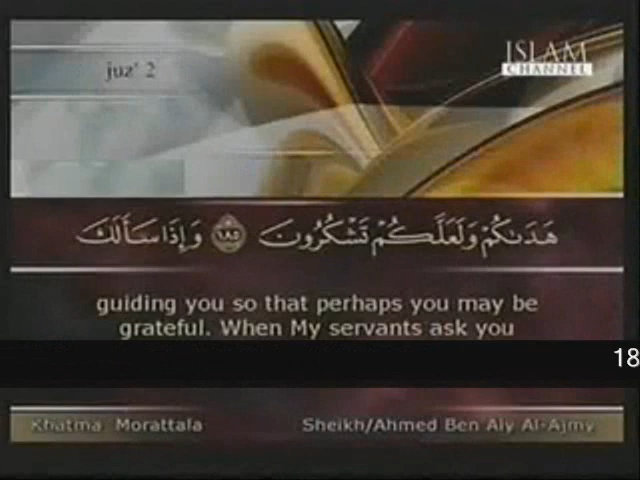 ISLAM
CHANNEL
juz' 2
هَدَىٰكُمْ وَلَعَلَّكُمْ تَشْكُرُونَ ۝١٨٥ وَإِذَا سَأَلَكَ
guiding you so that perhaps you may be
grateful. When My servants ask you
18
Khatma Morattala
Sheikh/Ahmed Ben Aly Al-Ajmy